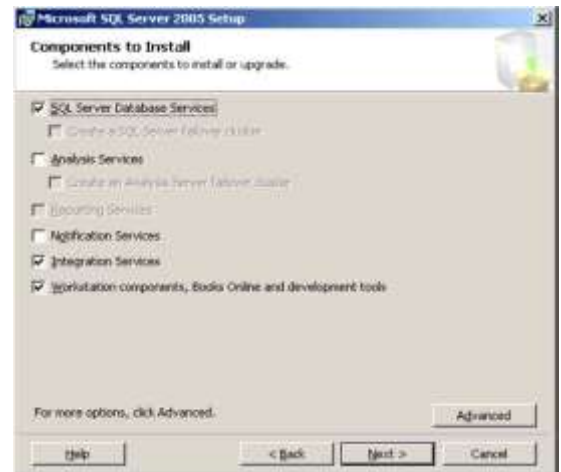 Microsoft SQL Server 2005 Setup
Components to Install
Select the components to install or upgrade.
SQL Server Database Services
Create a SQL Server failover cluster
Analysis Services
Create an Analysis Server failover cluster
Reporting Services
Notification Services
Integration Services
Workstation components, Books Online and development tools
For more options, click Advanced.
Advanced
Help
< Back
Next >
Cancel